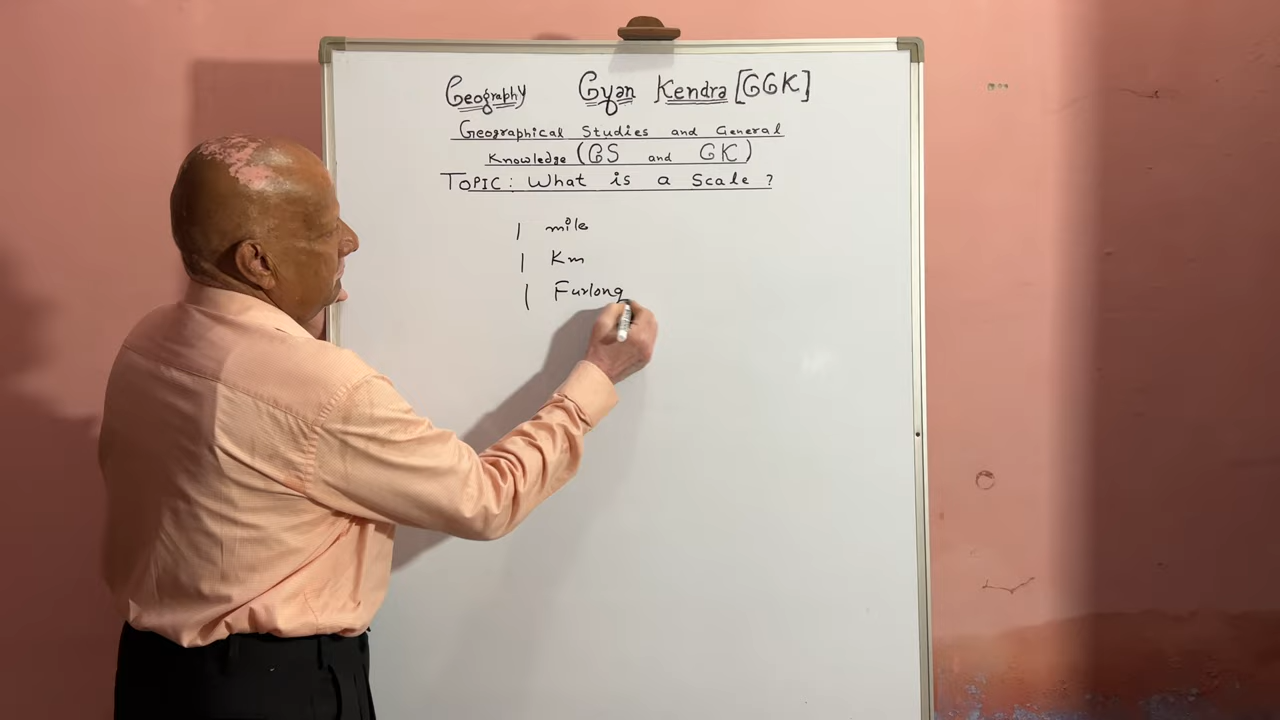 Geography Gyan Kendra [GGK]
Geographical Studies and General
Knowledge (GS and GK)
TOPIC: What is a Scale ?
1 mile
1 Km
1 Furlong